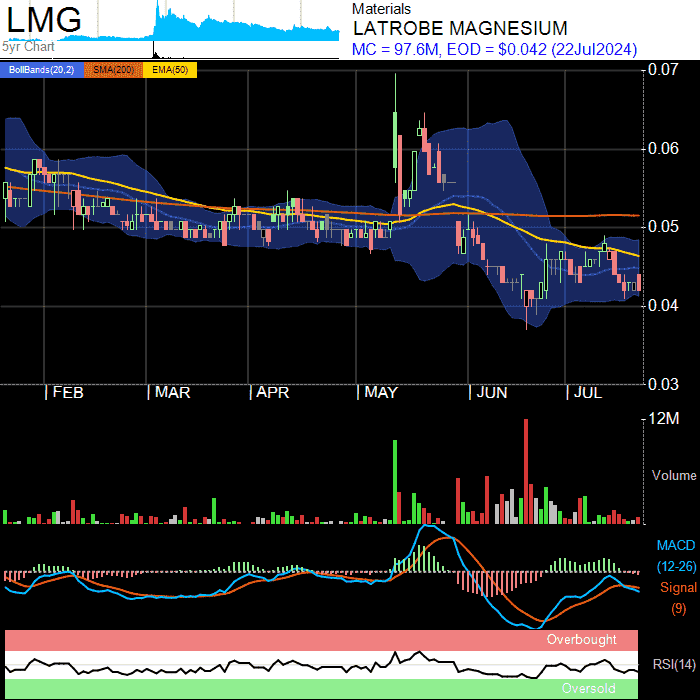 LMG
5yr Chart
Materials
LATROBE MAGNESIUM
MC = 97.6M, EOD = $0.042 (22Jul2024)
BollBands(20,2) SMA(200) EMA(50)
0.07
0.06
0.05
0.04
0.03
FEB MAR APR MAY JUN JUL
12M
Volume
MACD
(12-26)
Signal
(9)
Overbought
RSI(14)
Oversold